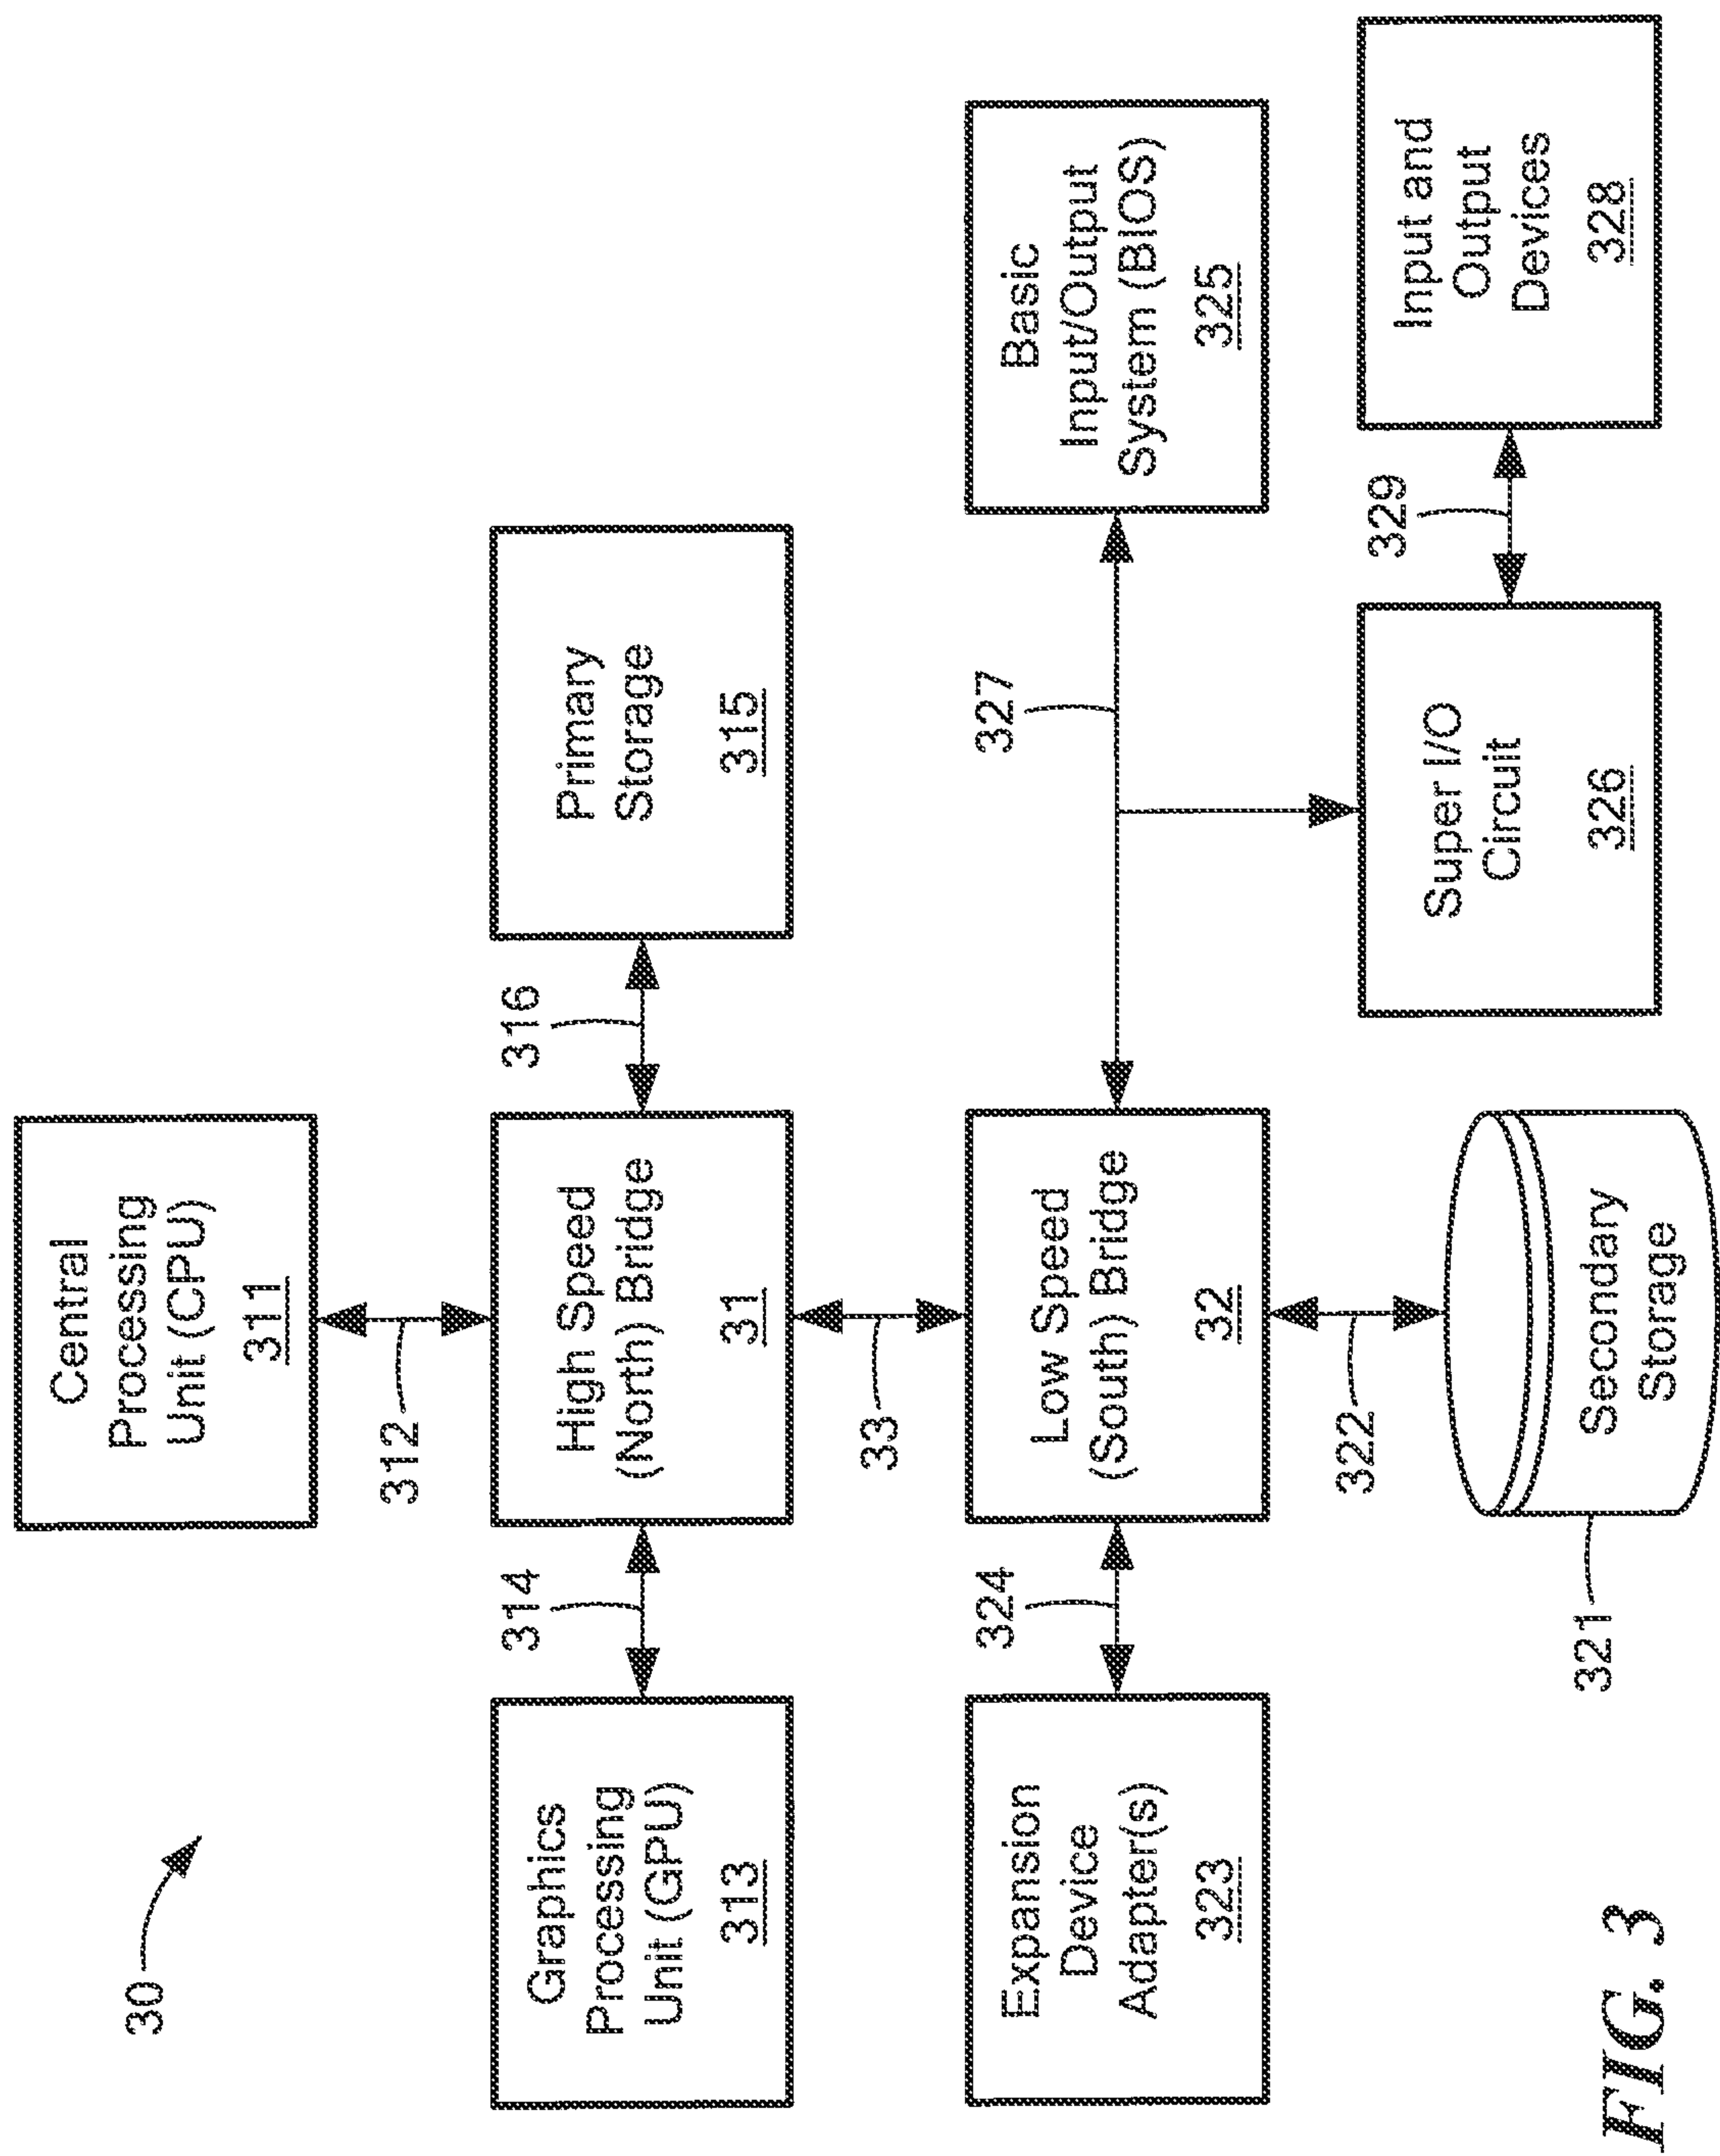 30
Central
Processing
Unit (CPU)
311
312
Graphics
Processing
Unit (GPU)
313
314
High Speed
(North) Bridge
31
316
Primary
Storage
315
33
Expansion
Device
Adapter(s)
323
324
Low Speed
(South) Bridge
32
327
Basic
Input/Output
System (BIOS)
325
322
321
Secondary
Storage
Super I/O
Circuit
326
329
Input and
Output
Devices
328
FIG. 3